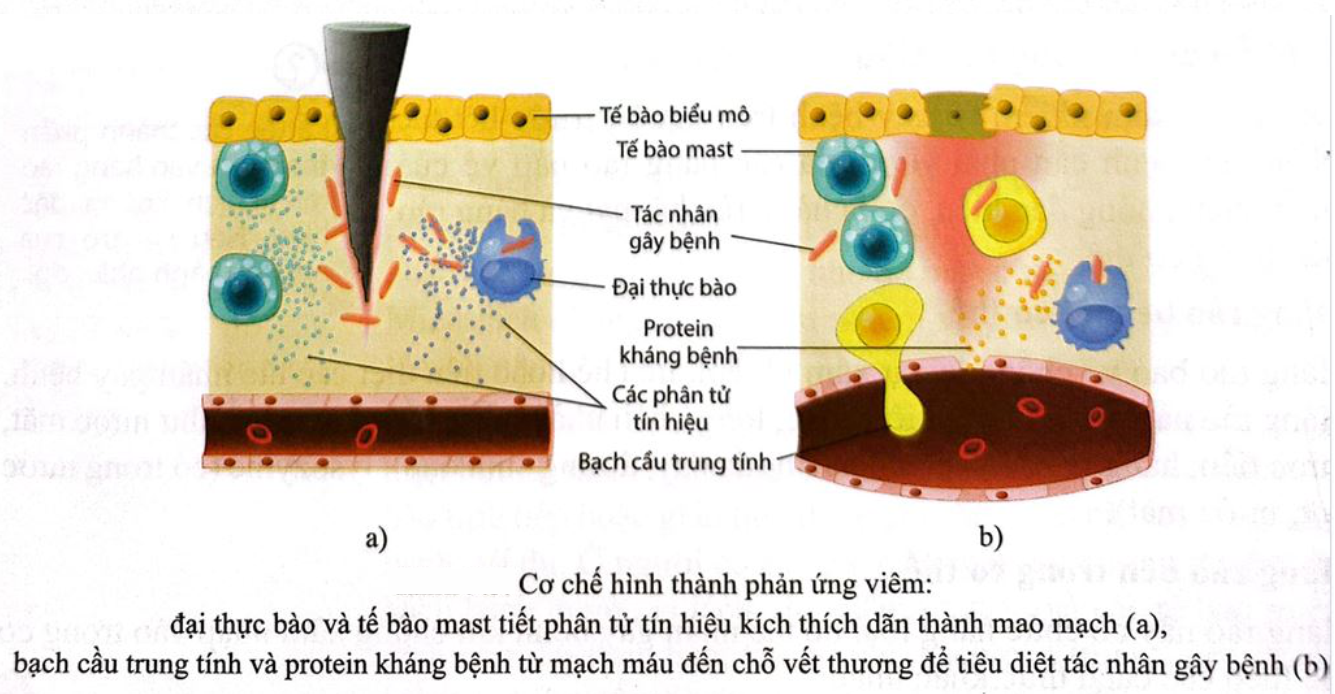 Tế bào biểu mô
Tế bào mast
Tác nhân
gây bệnh
Đại thực bào
Protein
kháng bệnh
Các phân tử
tín hiệu
Bạch cầu trung tính
a)
b)
Cơ chế hình thành phản ứng viêm:
đại thực bào và tế bào mast tiết phân tử tín hiệu kích thích dãn thành mao mạch (a),
bạch cầu trung tính và protein kháng bệnh từ mạch máu đến chỗ vết thương để tiêu diệt tác nhân gây bệnh (b)